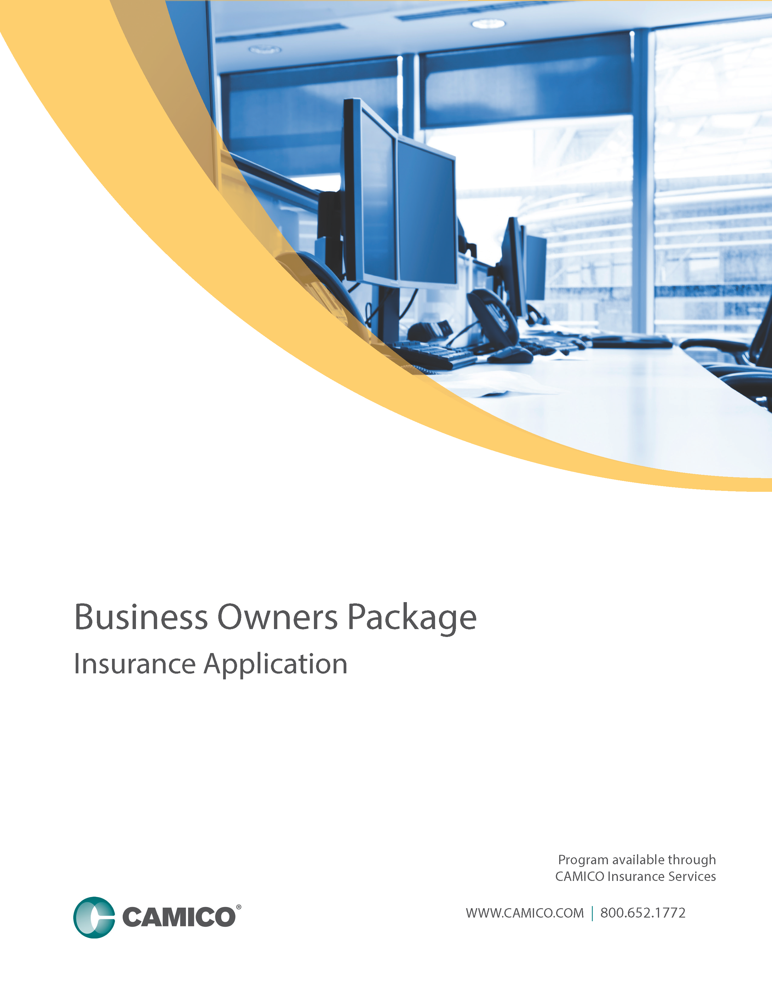 Business Owners Package
Insurance Application
Program available through
CAMICO Insurance Services
CAMICO®
WWW.CAMICO.COM | 800.652.1772